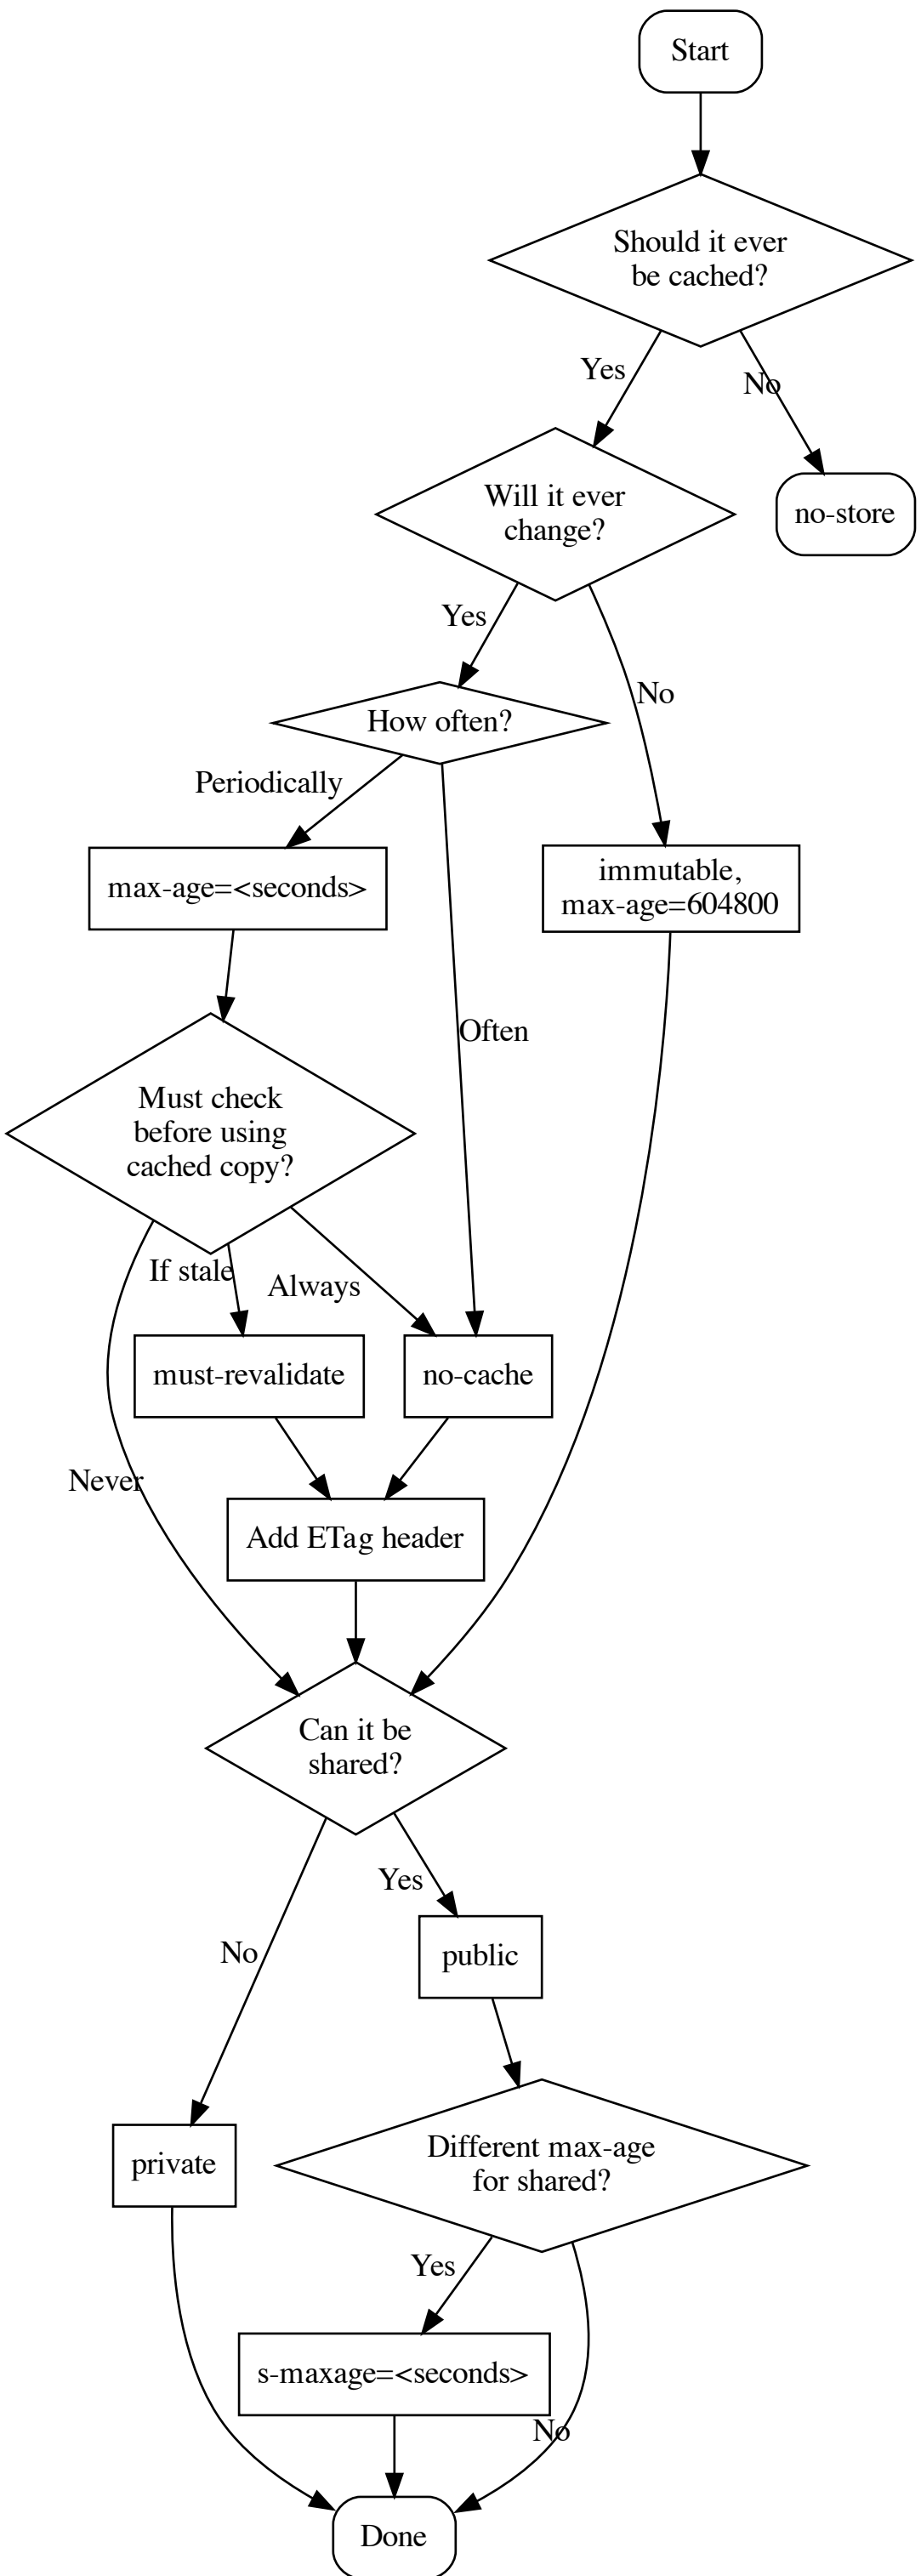 Start
Should it ever
be cached?
Yes
No
Will it ever
change?
no-store
Yes
No
How often?
Periodically
max-age=<seconds>
immutable,
max-age=604800
Often
Must check
before using
cached copy?
If stale
Always
must-revalidate
no-cache
Never
Add ETag header
Can it be
shared?
Yes
No
public
private
Different max-age
for shared?
Yes
s-maxage=<seconds>
No
Done